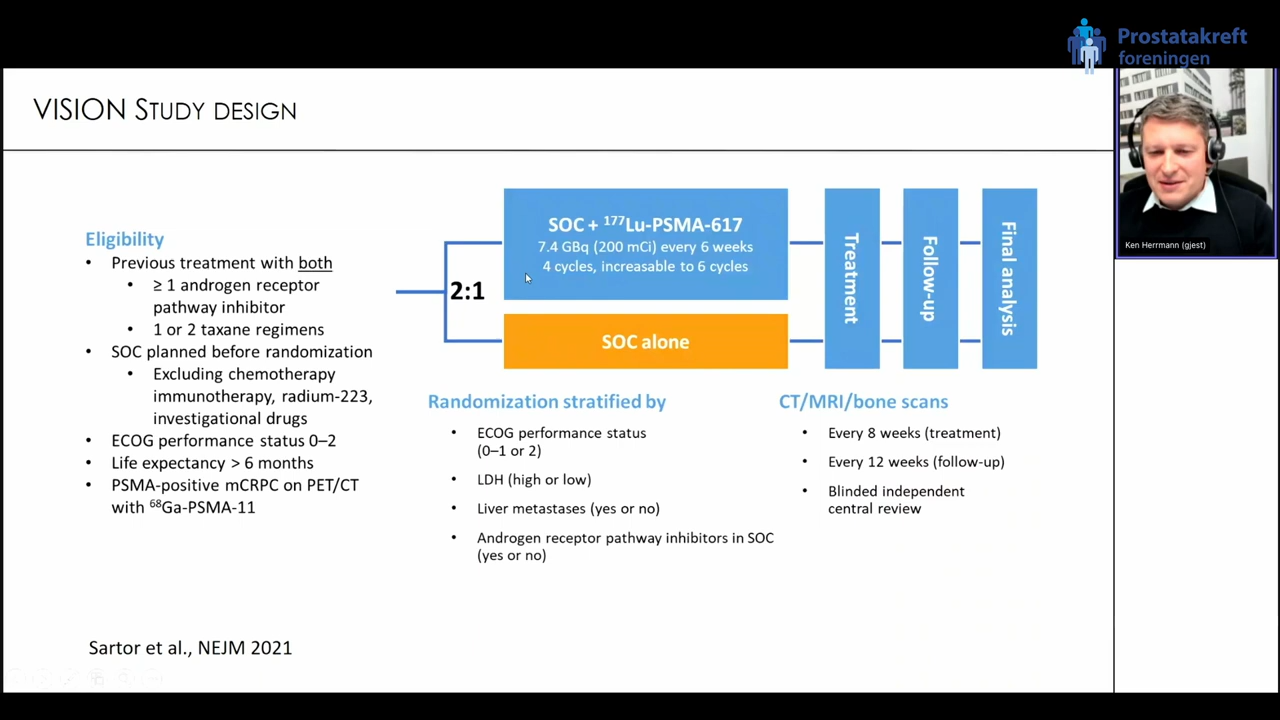 Prostatakreft
foreningen
VISION STUDY DESIGN
Ken Herrmann (gjest)
Eligibility
• Previous treatment with both
• ≥ 1 androgen receptor
pathway inhibitor
• 1 or 2 taxane regimens
• SOC planned before randomization
• Excluding chemotherapy
immunotherapy, radium-223,
investigational drugs
• ECOG performance status 0–2
• Life expectancy > 6 months
• PSMA-positive mCRPC on PET/CT
with ⁶⁸Ga-PSMA-11
2:1
SOC + ¹⁷⁷Lu-PSMA-617
7.4 GBq (200 mCi) every 6 weeks
4 cycles, increasable to 6 cycles
SOC alone
Treatment
Follow-up
Final analysis
Randomization stratified by
• ECOG performance status
(0–1 or 2)
• LDH (high or low)
• Liver metastases (yes or no)
• Androgen receptor pathway inhibitors in SOC
(yes or no)
CT/MRI/bone scans
• Every 8 weeks (treatment)
• Every 12 weeks (follow-up)
• Blinded independent
central review
Sartor et al., NEJM 2021